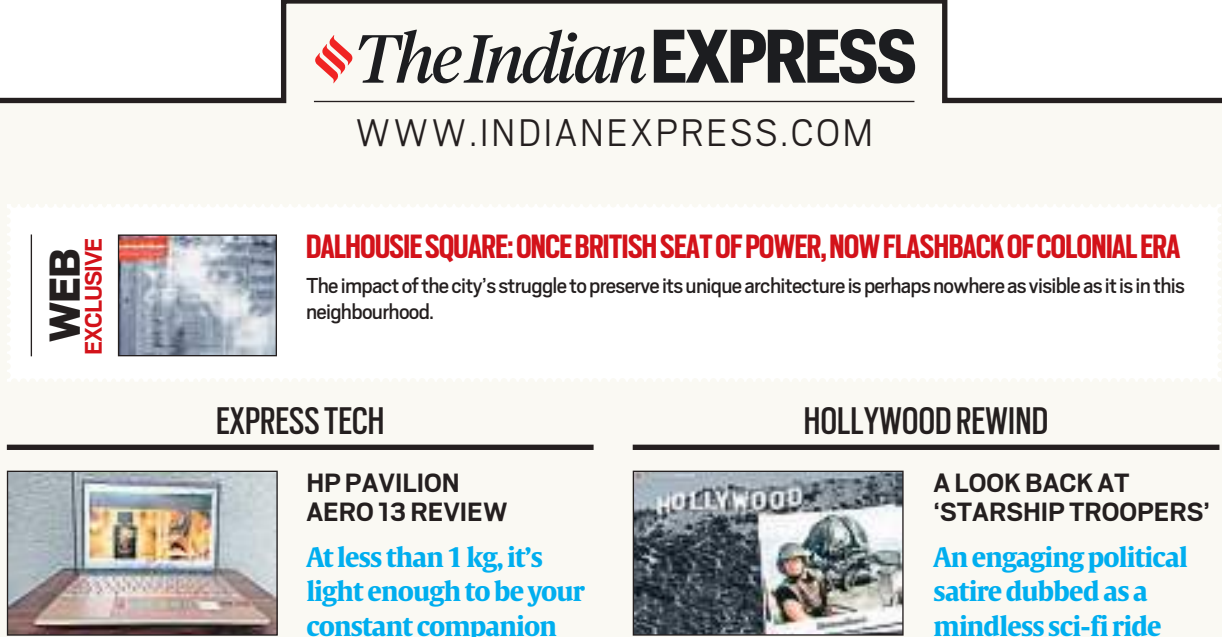 The Indian EXPRESS
WWW.INDIANEXPRESS.COM
WEB
EXCLUSIVE
DALHOUSIE SQUARE: ONCE BRITISH SEAT OF POWER, NOW FLASHBACK OF COLONIAL ERA
The impact of the city's struggle to preserve its unique architecture is perhaps nowhere as visible as it is in this
neighbourhood.
EXPRESS TECH
HP PAVILION
AERO 13 REVIEW
At less than 1 kg, it's
light enough to be your
constant companion
HOLLYWOOD REWIND
HOLLYWOOD
A LOOK BACK AT
‘STARSHIP TROOPERS’
An engaging political
satire dubbed as a
mindless sci-fi ride